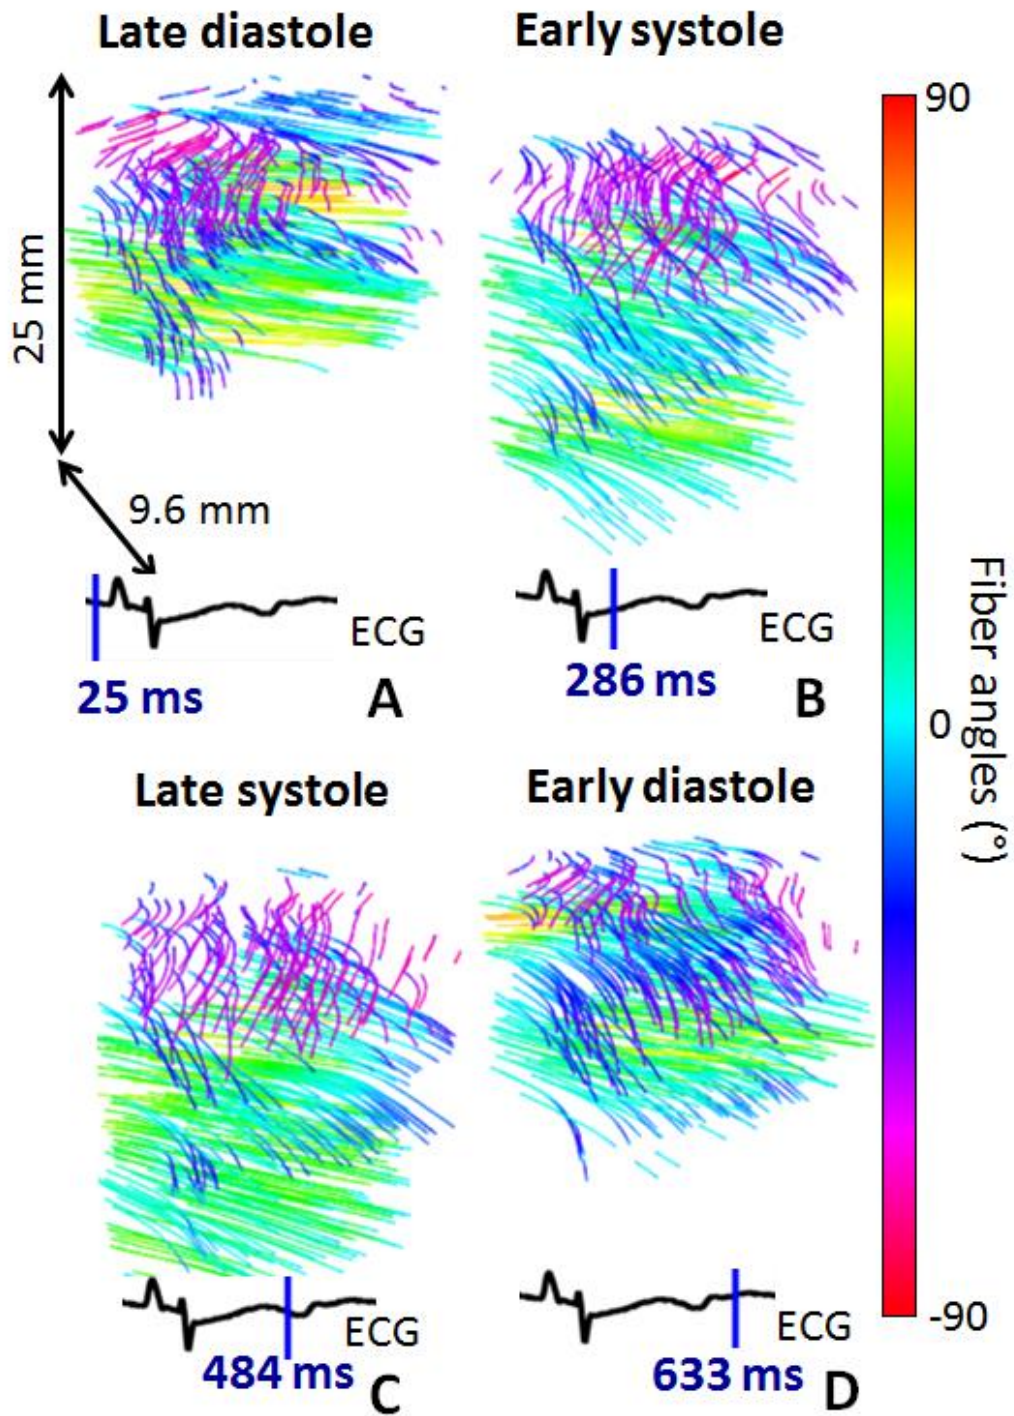 Late diastole
Early systole
90
25 mm
9.6 mm
ECG
ECG
25 ms
A
286 ms
B
0
Fiber angles (°)
Late systole
Early diastole
-90
ECG
ECG
484 ms
C
633 ms
D